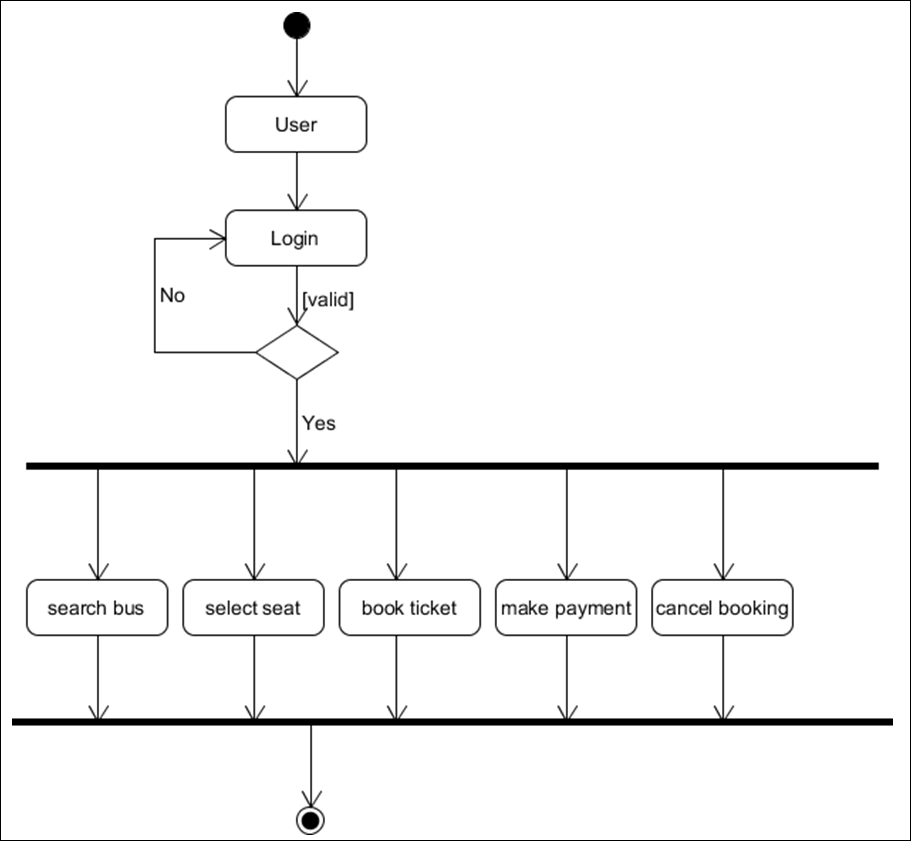 User
Login
No
[valid]
Yes
search bus
select seat
book ticket
make payment
cancel booking